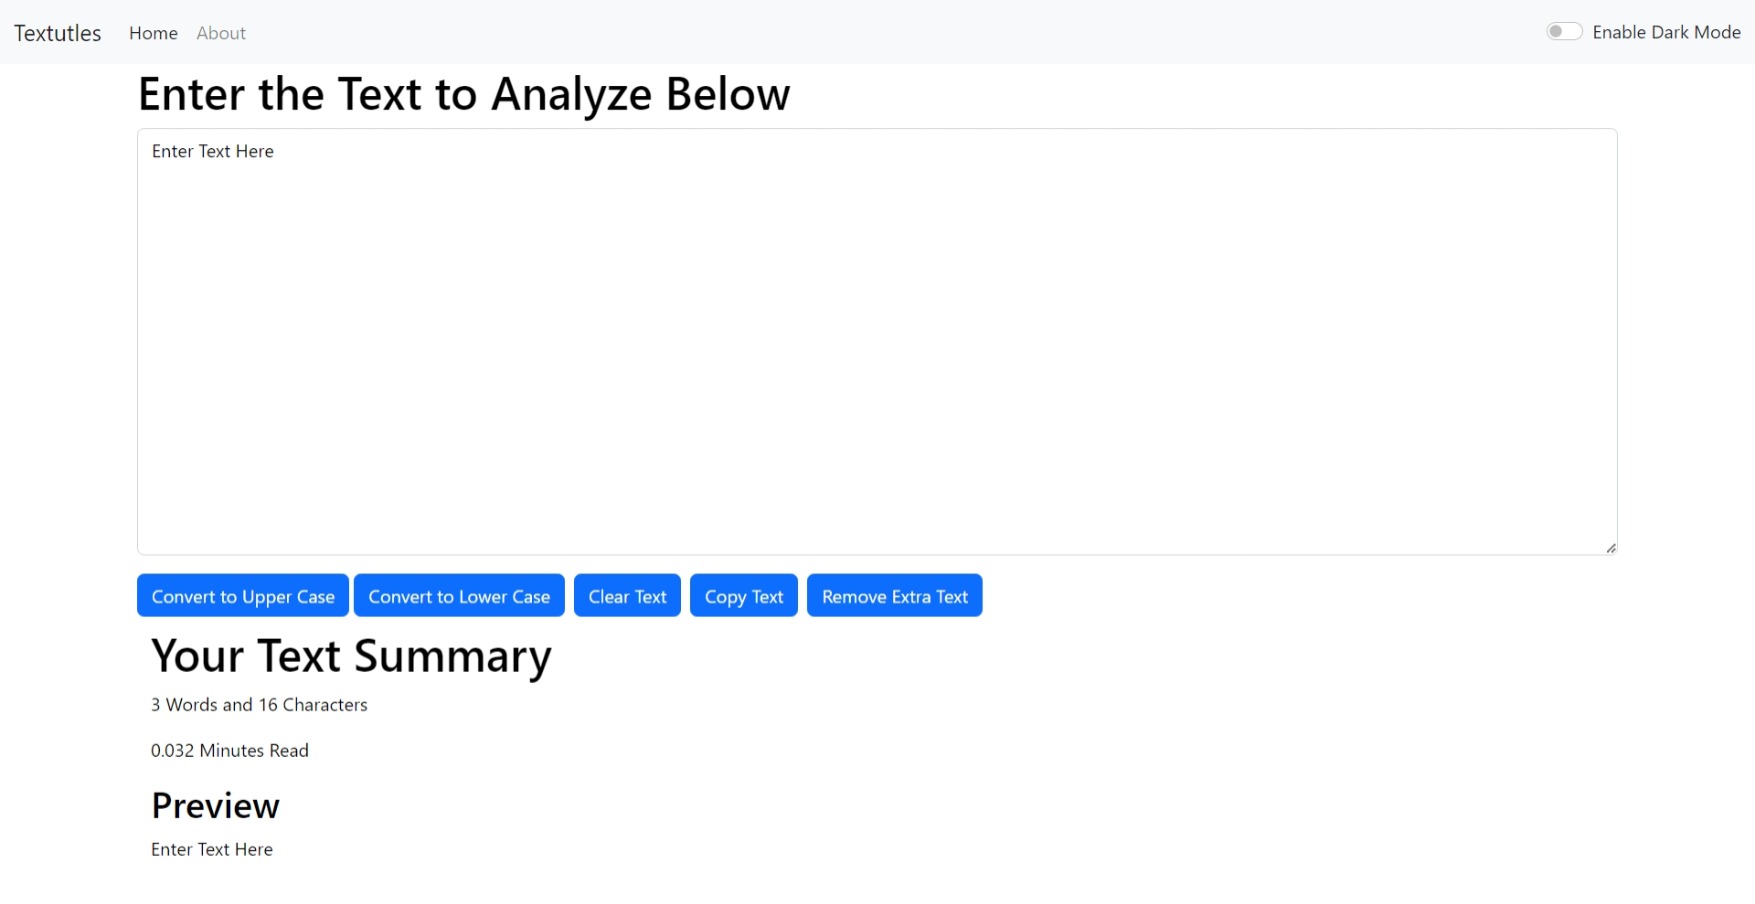 Textutles Home About Enable Dark Mode
Enter the Text to Analyze Below
Enter Text Here
Convert to Upper Case Convert to Lower Case Clear Text Copy Text Remove Extra Text
Your Text Summary
3 Words and 16 Characters
0.032 Minutes Read
Preview
Enter Text Here